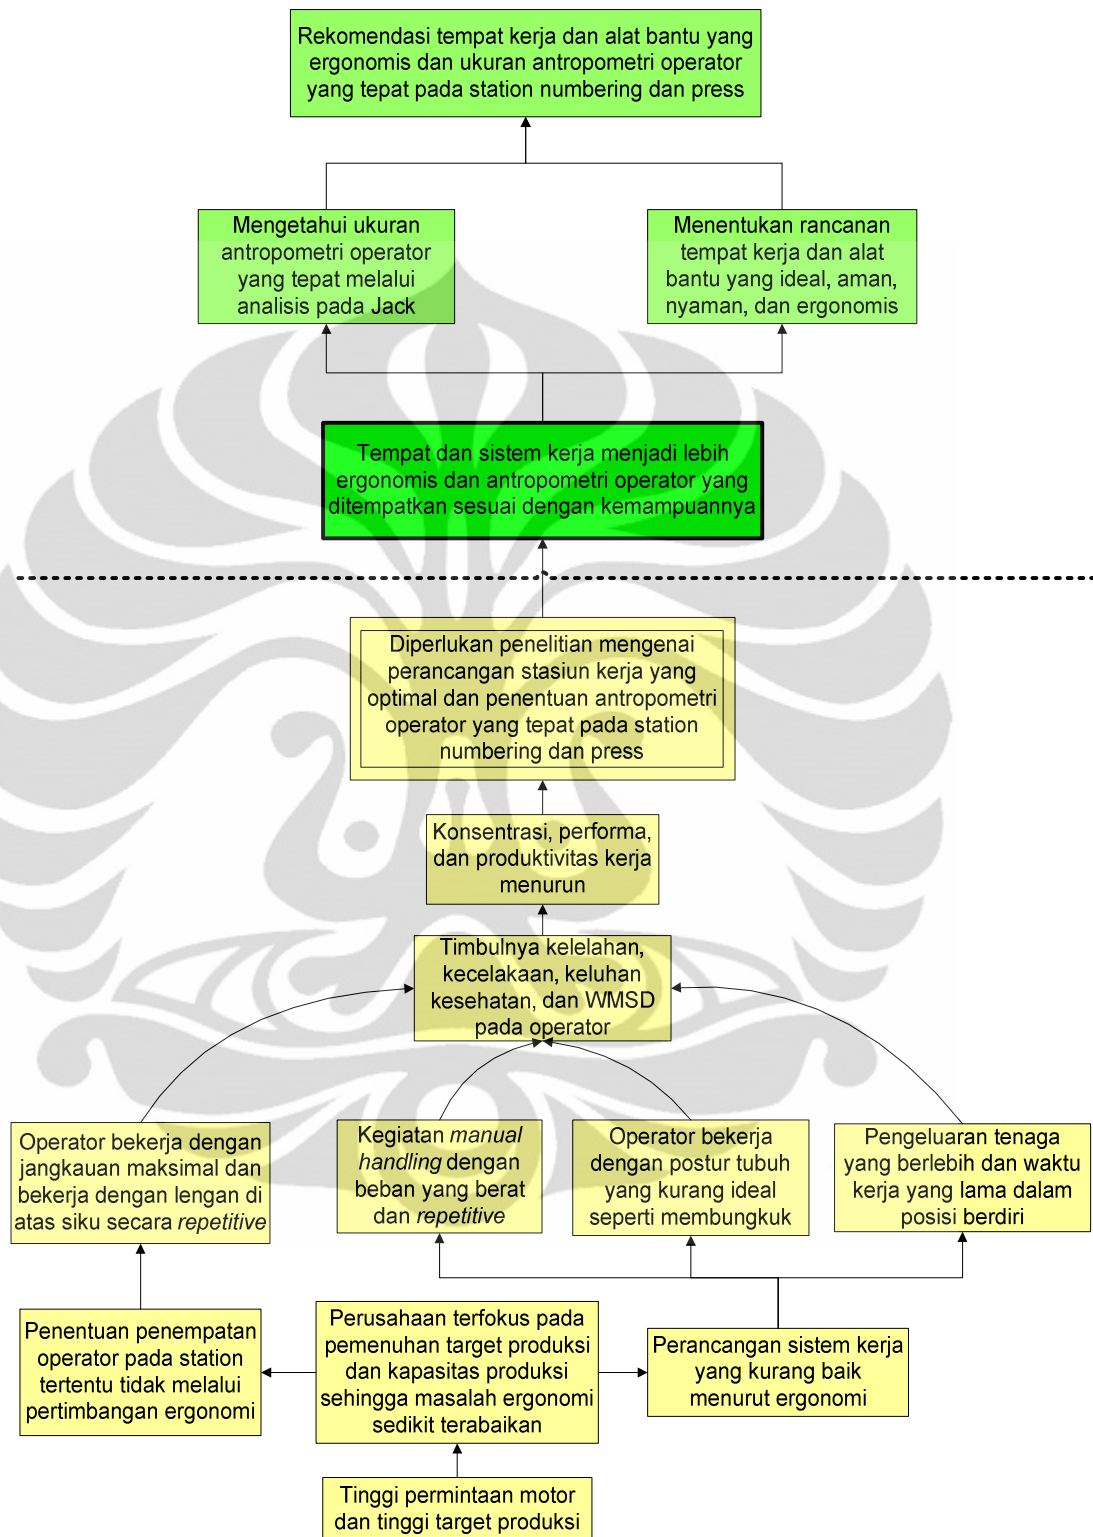 Rekomendasi tempat kerja dan alat bantu yang
ergonomis dan ukuran antropometri operator
yang tepat pada station numbering dan press
Mengetahui ukuran
antropometri operator
yang tepat melalui
analisis pada Jack
Menentukan rancanan
tempat kerja dan alat
bantu yang ideal, aman,
nyaman, dan ergonomis
Tempat dan sistem kerja menjadi lebih
ergonomis dan antropometri operator yang
ditempatkan sesuai dengan kemampuannya
Diperlukan penelitian mengenai
perancangan stasiun kerja yang
optimal dan penentuan antropometri
operator yang tepat pada station
numbering dan press
Konsentrasi, performa,
dan produktivitas kerja
menurun
Timbulnya kelelahan,
kecelakaan, keluhan
kesehatan, dan WMSD
pada operator
Operator bekerja dengan
jangkauan maksimal dan
bekerja dengan lengan di
atas siku secara repetitive
Kegiatan manual
handling dengan
beban yang berat
dan repetitive
Operator bekerja
dengan postur tubuh
yang kurang ideal
seperti membungkuk
Pengeluaran tenaga
yang berlebih dan waktu
kerja yang lama dalam
posisi berdiri
Penentuan penempatan
operator pada station
tertentu tidak melalui
pertimbangan ergonomi
Perusahaan terfokus pada
pemenuhan target produksi
dan kapasitas produksi
sehingga masalah ergonomi
sedikit terabaikan
Perancangan sistem kerja
yang kurang baik
menurut ergonomi
Tinggi permintaan motor
dan tinggi target produksi